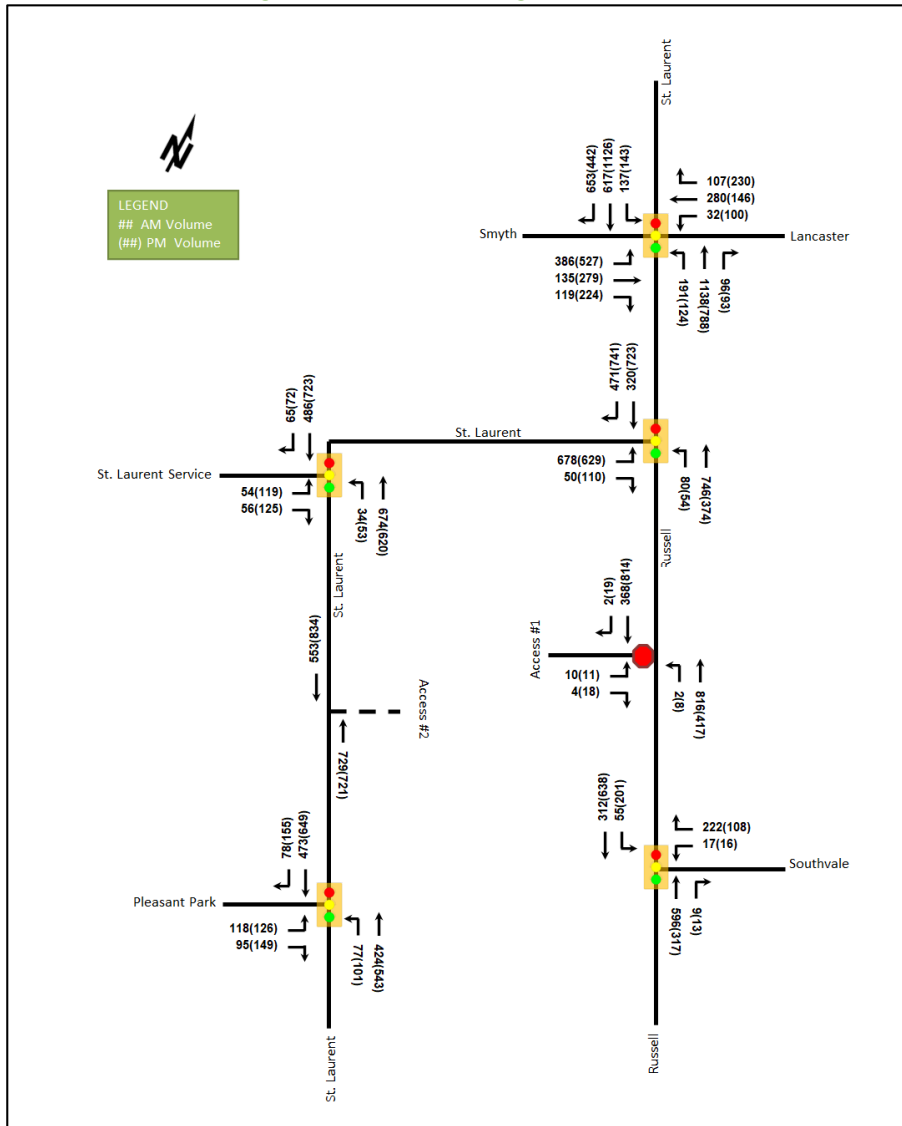 St. Laurent
N
LEGEND
## AM Volume
(##) PM Volume
653(442)
617(1126)
137(143)
107(230)
280(146)
32(100)
Smyth
Lancaster
386(527)
135(279)
119(224)
191(124)
1138(788)
96(93)
471(741)
320(723)
65(72)
486(723)
St. Laurent
St. Laurent Service
678(629)
50(110)
80(54)
746(374)
54(119)
56(125)
34(53)
674(620)
Russell
St. Laurent
2(19)
368(814)
553(834)
Access #1
10(11)
4(18)
2(8)
816(417)
Access #2
729(721)
312(638)
55(201)
78(155)
473(649)
222(108)
17(16)
Southvale
Pleasant Park
596(317)
9(13)
118(126)
95(149)
77(101)
424(543)
St. Laurent
Russell